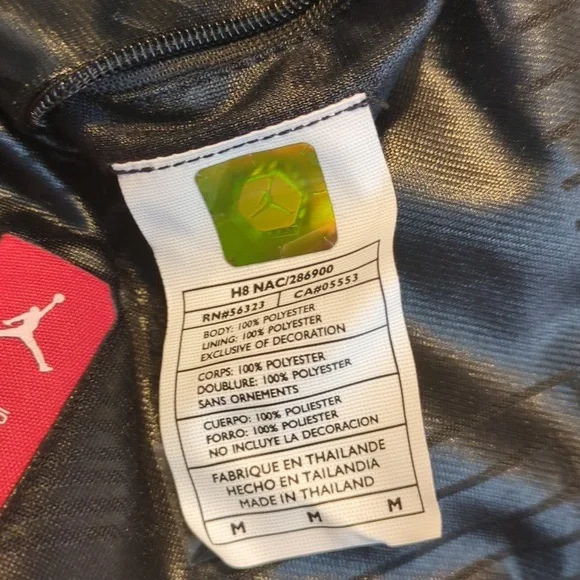 H8 NAC/286900
RN#56323 CA#05553
BODY: 100% POLYESTER
LINING: 100% POLYESTER
EXCLUSIVE OF DECORATION
CORPS: 100% POLYESTER
DOUBLURE: 100% POLYESTER
SANS ORNEMENTS
CUERPO: 100% POLIESTER
FORRO: 100% POLIESTER
NO INCLUYE LA DECORACION
FABRIQUE EN THAILANDE
HECHO EN TAILANDIA
MADE IN THAILAND
M M M